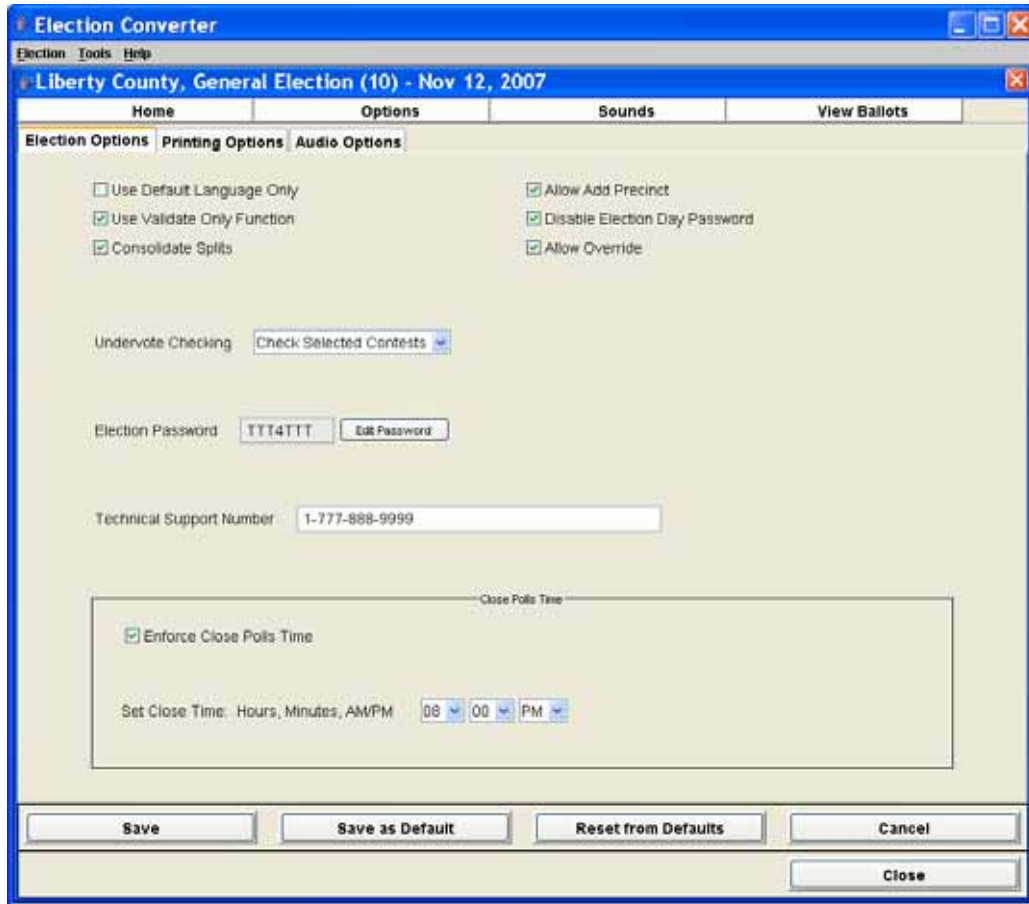 Election Converter
Election Tools Help
Liberty County, General Election (10) - Nov 12, 2007
Home Options Sounds View Ballots
Election Options Printing Options Audio Options
Use Default Language Only Allow Add Precinct
Use Validate Only Function Disable Election Day Password
Consolidate Splits Allow Override
Undervote Checking Check Selected Contests
Election Password TTT4TTT Edit Password
Technical Support Number 1-777-888-9999
Close Polls Time
Enforce Close Polls Time
Set Close Time: Hours, Minutes, AM/PM 08 00 PM
Save Save as Default Reset from Defaults Cancel
Close